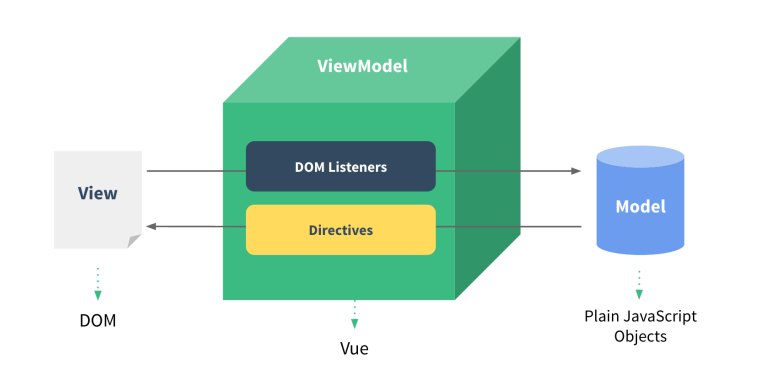 ViewModel
DOM Listeners
View
Model
Directives
DOM
Plain JavaScript
Objects
Vue